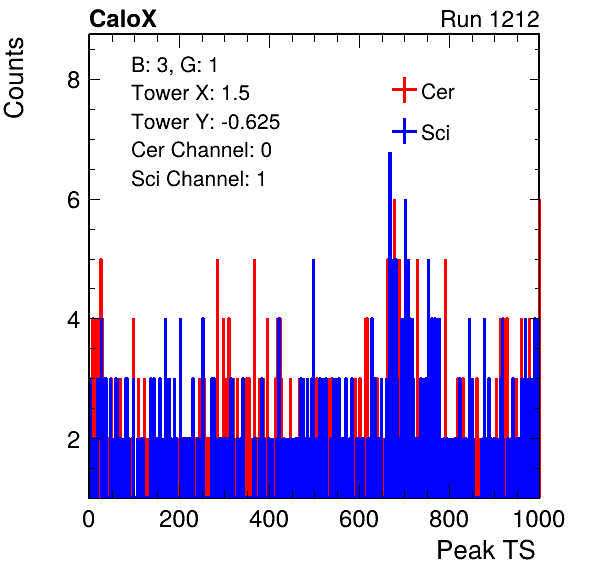 CaloX Run 1212
Counts
B: 3, G: 1
Tower X: 1.5
Tower Y: -0.625
Cer Channel: 0
Sci Channel: 1
Cer
Sci
8
6
4
2
0 200 400 600 800 1000
Peak TS